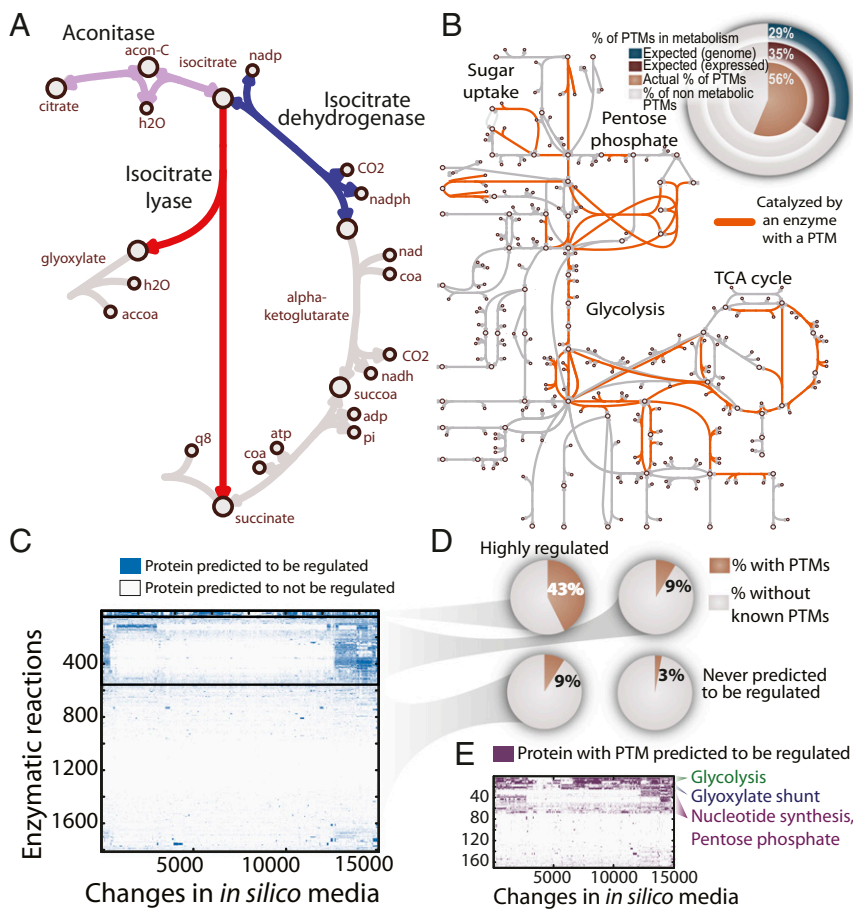 A
Aconitase
acon-C
isocitrate
nadp
citrate
h2O
Isocitrate
dehydrogenase
CO2
nadph
Isocitrate
lyase
glyoxylate
h2O
accoa
nad
coa
alpha-
ketoglutarate
CO2
nadh
succoa
adp
pi
atp
coa
q8
succinate
B
% of PTMs in metabolism
Expected (genome)
Expected (expressed)
Actual % of PTMs
% of non metabolic
PTMs
29%
35%
56%
Sugar
uptake
Pentose
phosphate
Catalyzed by
an enzyme
with a PTM
Glycolysis
TCA cycle
C
Protein predicted to be regulated
Protein predicted to not be regulated
Enzymatic reactions
400
800
1200
1600
5000
10000
15000
Changes in in silico media
D
Highly regulated
43%
9%
% with PTMs
% without
known PTMs
9%
3%
Never predicted
to be regulated
E
Protein with PTM predicted to be regulated
40
80
120
160
5000
10000
15000
Changes in in silico media
Glycolysis
Glyoxylate shunt
Nucleotide synthesis,
Pentose phosphate